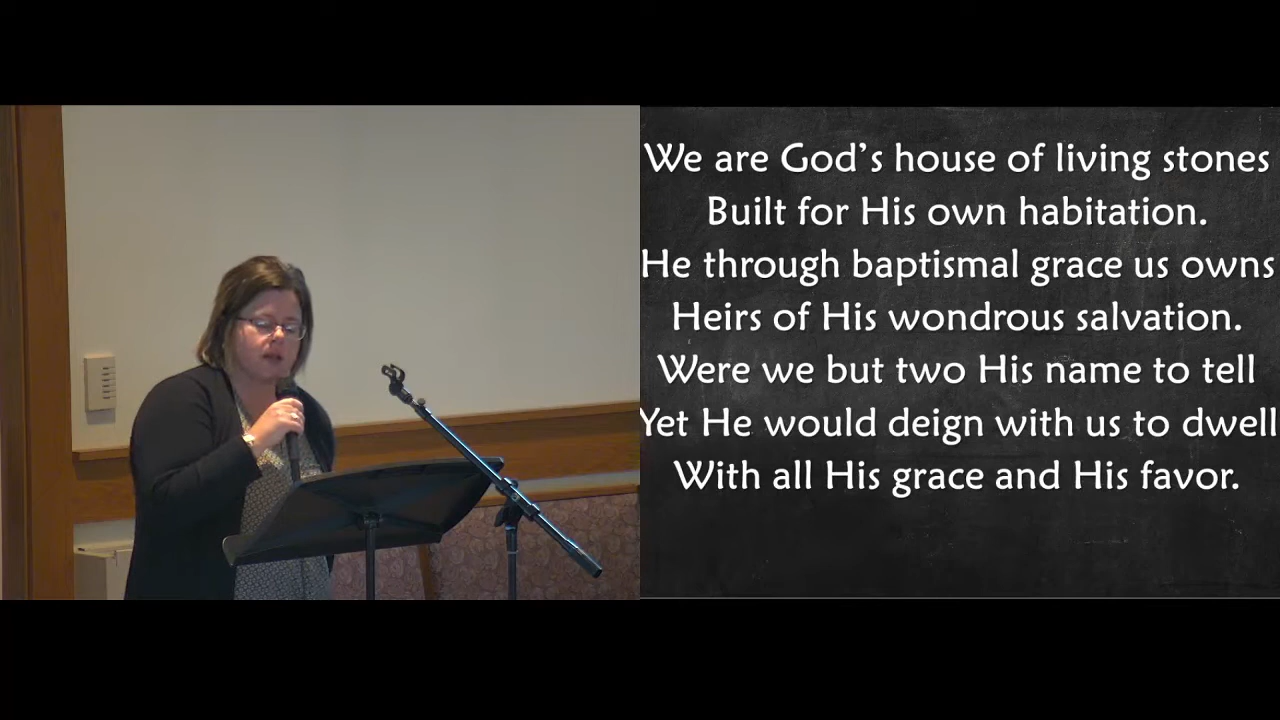 We are God’s house of living stones
Built for His own habitation.
He through baptismal grace us owns
Heirs of His wondrous salvation.
Were we but two His name to tell
Yet He would deign with us to dwell
With all His grace and His favor.